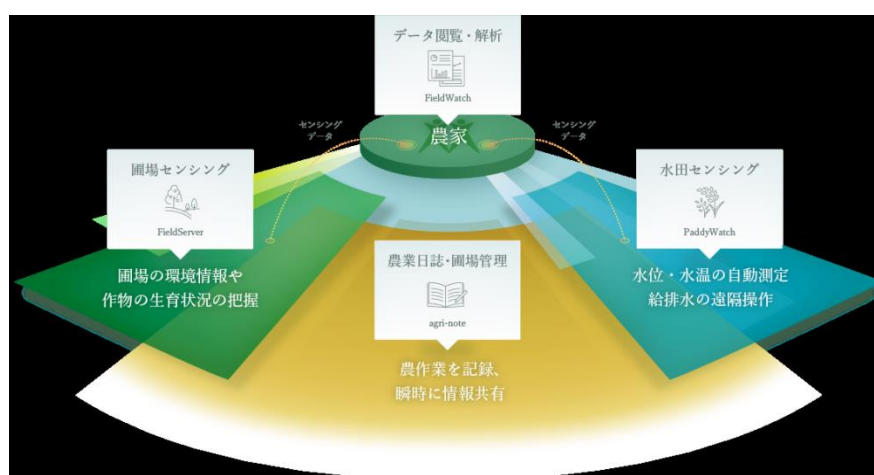 データ閲覧・解析
FieldWatch
農家
センシング
データ
センシング
データ
圃場センシング
FieldServer
圃場の環境情報や
作物の生育状況の把握
農業日誌・圃場管理
agri-note
農作業を記録、
瞬時に情報共有
水田センシング
PaddyWatch
水位・水温の自動測定
給排水の遠隔操作